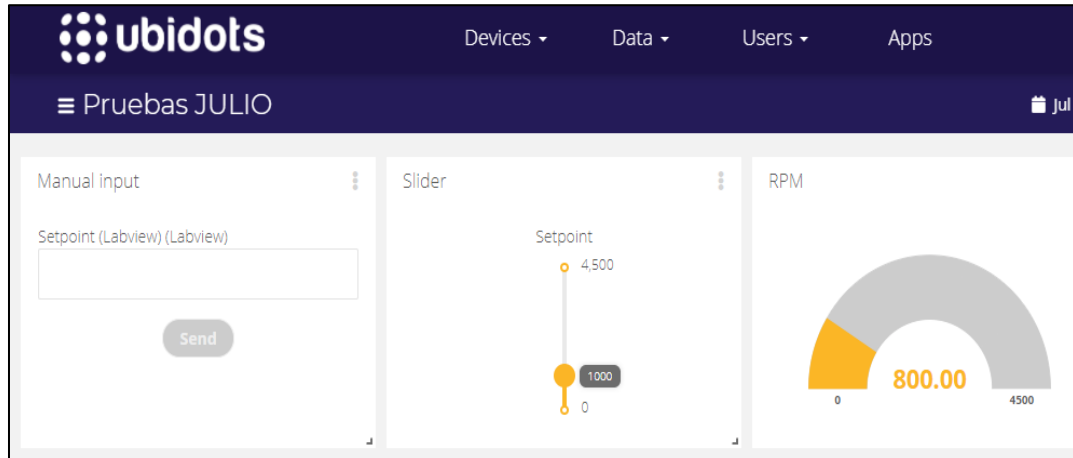 ubidots
Devices Data Users Apps
Pruebas JULIO
Jul
Manual input
Setpoint (Labview) (Labview)
Send
Slider
Setpoint
4,500
1000
0
RPM
800.00
0
4500